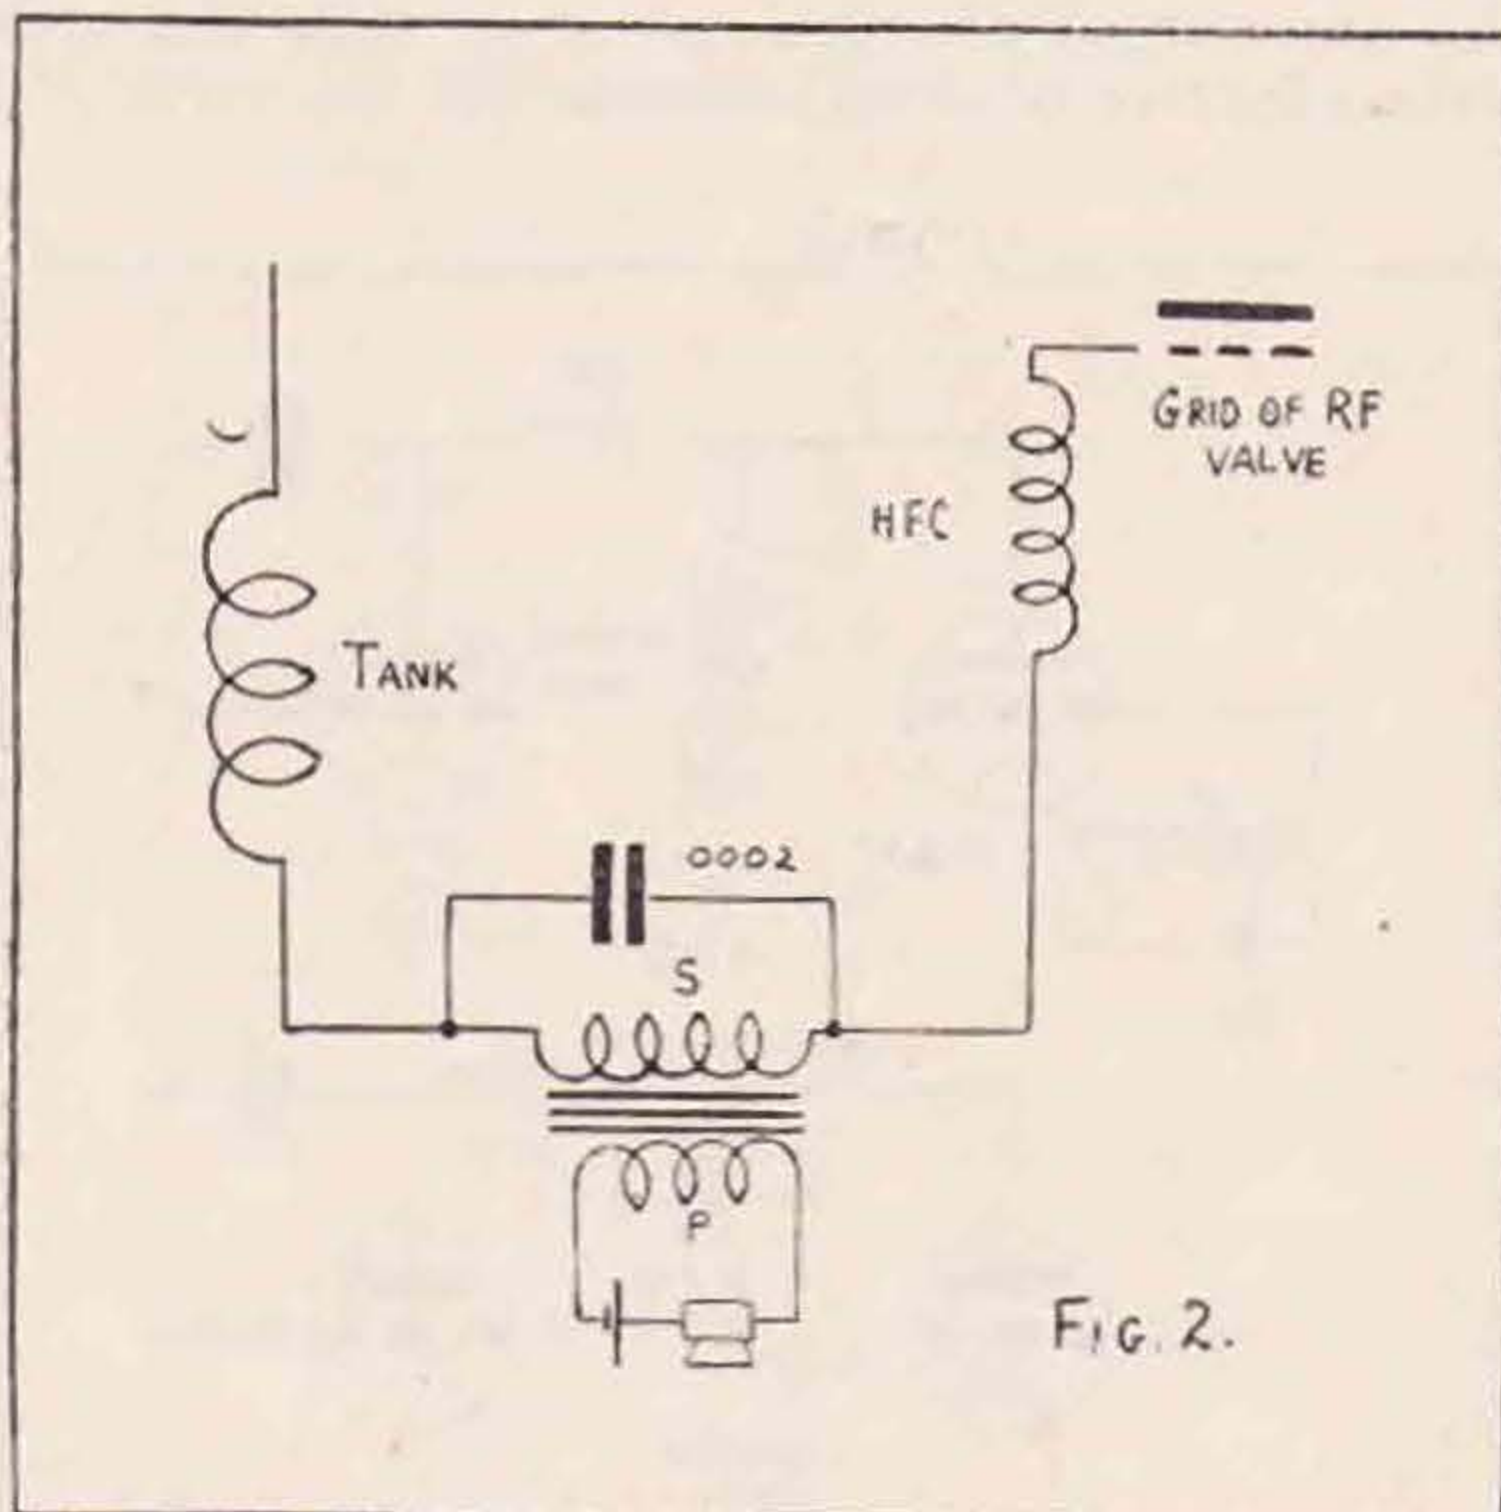 GRID OF RF
VALVE
HFC
TANK
0002
S
P
FIG. 2.